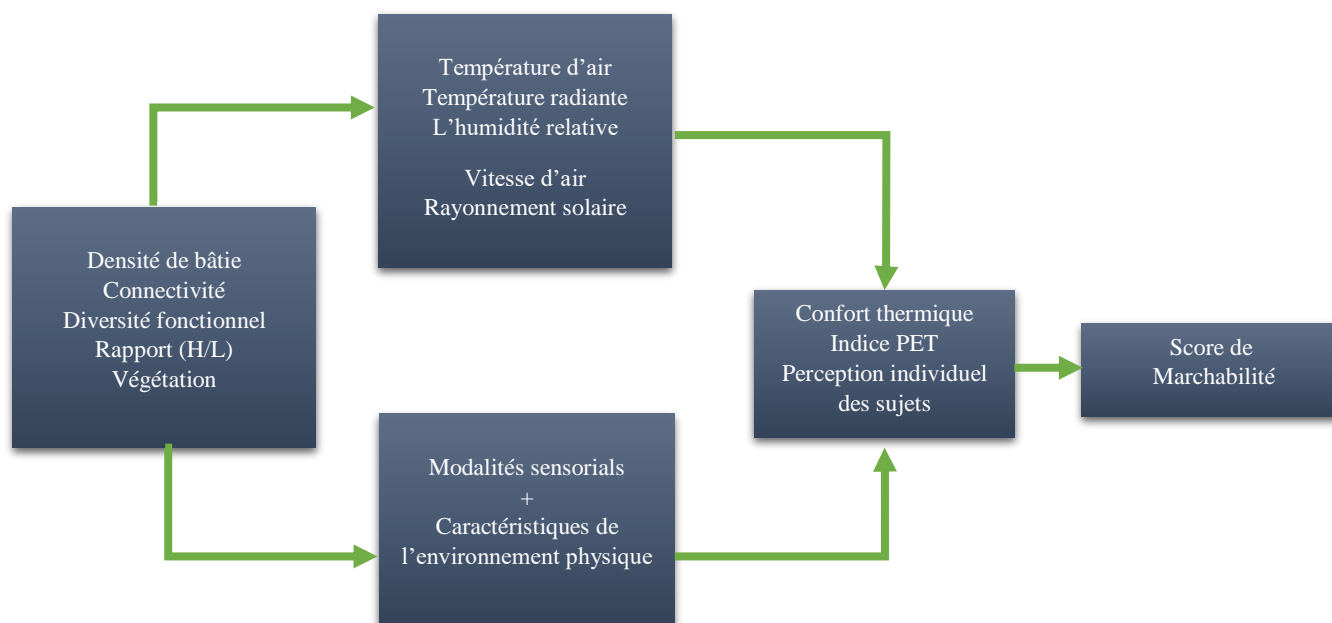 Température d’air
Température radiante
L’humidité relative
Vitesse d’air
Rayonnement solaire
Densité de bâtie
Connectivité
Diversité fonctionnel
Rapport (H/L)
Végétation
Confort thermique
Indice PET
Perception individuel
des sujets
Score de
Marchabilité
Modalités sensorials
+
Caractéristiques de
l’environnement physique